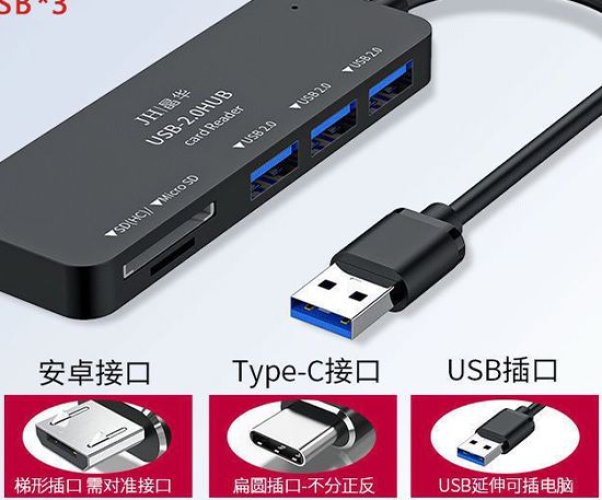 SB*3
JH|晶华
USB-2.0HUB
card Reader
▼USB 2.0
▼USB 2.0
▼USB 2.0
▼SD(HC)/ ▼Micro SD
安卓接口
Type-C接口
USB插口
梯形插口 需对准接口
扁圆插口-不分正反
USB延伸可插电脑